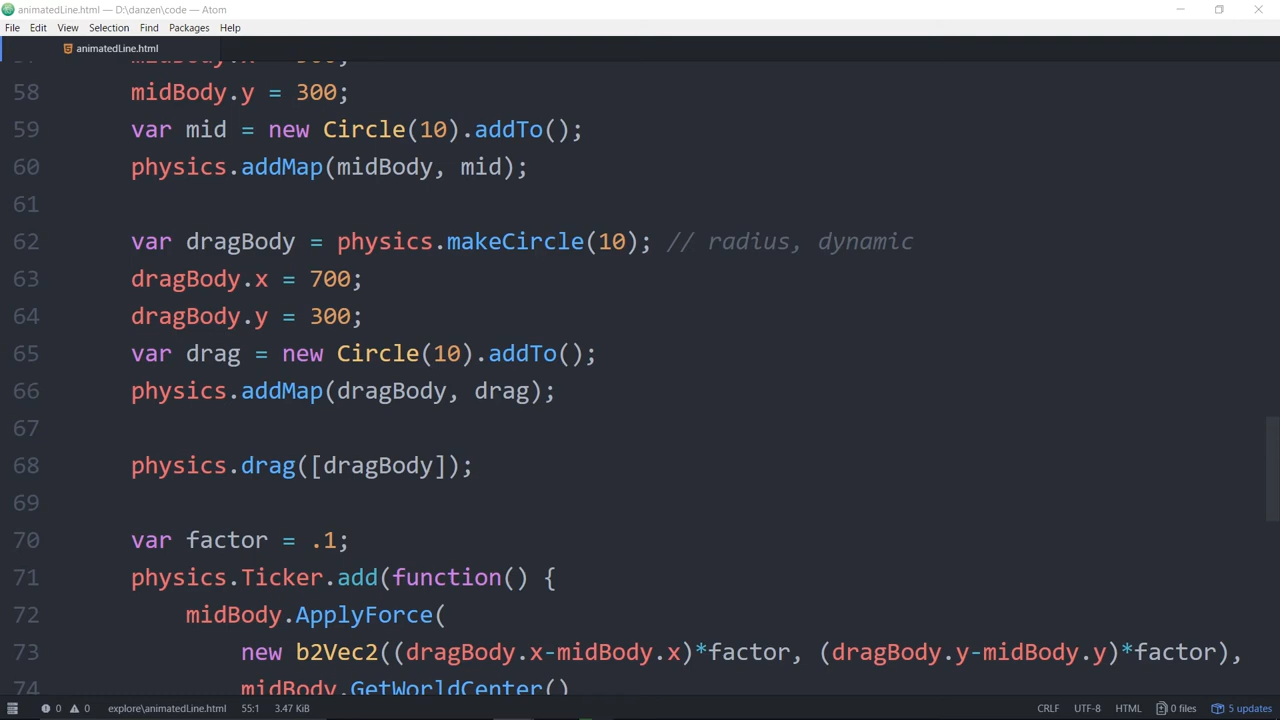 animatedLine.html — D:\danzen\code — Atom
File Edit View Selection Find Packages Help
animatedLine.html
58 midBody.y = 300;
59 var mid = new Circle(10).addTo();
60 physics.addMap(midBody, mid);
61
62 var dragBody = physics.makeCircle(10); // radius, dynamic
63 dragBody.x = 700;
64 dragBody.y = 300;
65 var drag = new Circle(10).addTo();
66 physics.addMap(dragBody, drag);
67
68 physics.drag([dragBody]);
69
70 var factor = .1;
71 physics.Ticker.add(function() {
72 midBody.ApplyForce(
73 new b2Vec2((dragBody.x-midBody.x)*factor, (dragBody.y-midBody.y)*factor),
74 midBody.GetWorldCenter()
0 0 explore\animatedLine.html 55:1 3.47 KiB CRLF UTF-8 HTML 0 files 5 updates